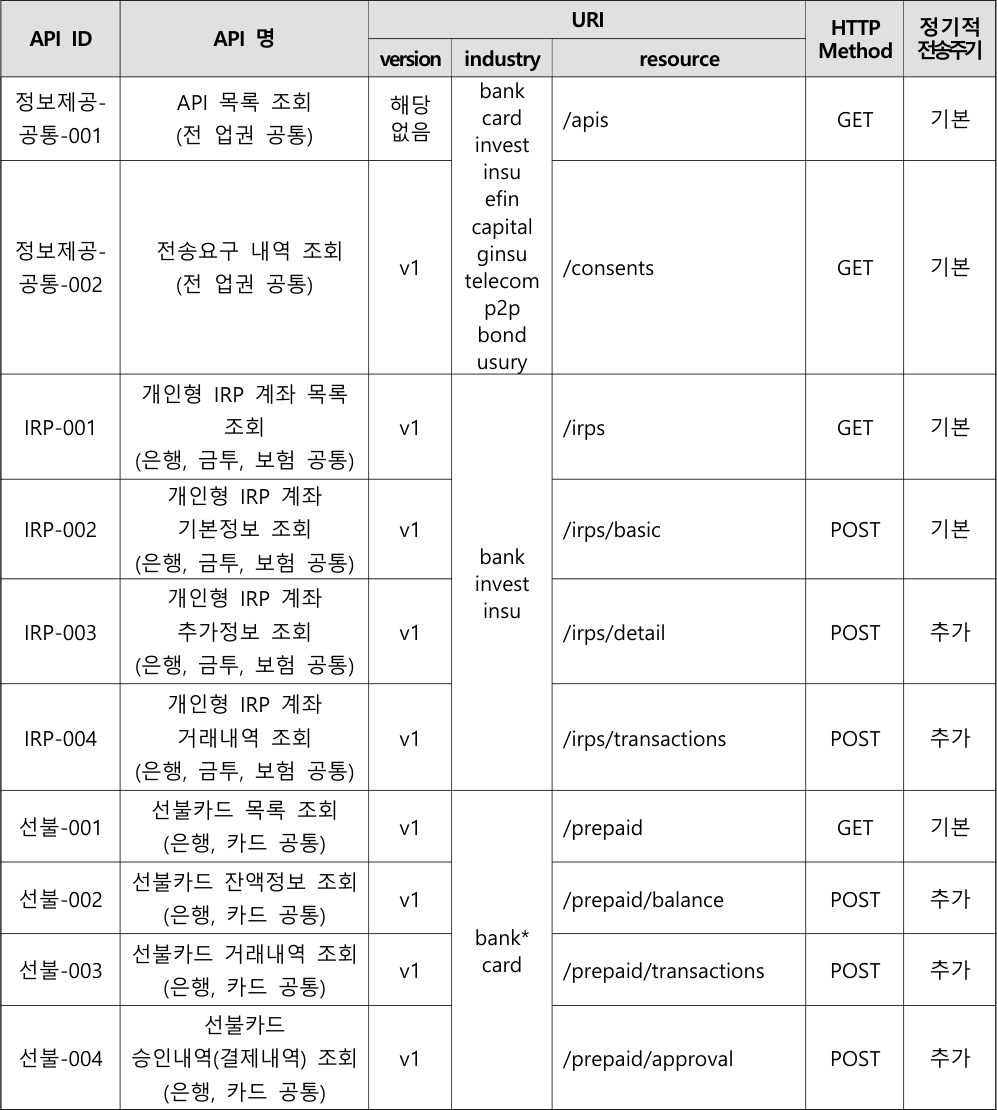 API ID
API 명
URI
HTTP
Method
정기적
전송주기
version
industry
resource
정보제공-
공통-001
API 목록 조회
(전 업권 공통)
해당
없음
bank
card
invest
insu
efin
capital
ginsu
telecom
p2p
bond
usury
/apis
GET
기본
정보제공-
공통-002
전송요구 내역 조회
(전 업권 공통)
v1
/consents
GET
기본
IRP-001
개인형 IRP 계좌 목록
조회
(은행, 금투, 보험 공통)
v1
bank
invest
insu
/irps
GET
기본
IRP-002
개인형 IRP 계좌
기본정보 조회
(은행, 금투, 보험 공통)
v1
/irps/basic
POST
기본
IRP-003
개인형 IRP 계좌
추가정보 조회
(은행, 금투, 보험 공통)
v1
/irps/detail
POST
추가
IRP-004
개인형 IRP 계좌
거래내역 조회
(은행, 금투, 보험 공통)
v1
/irps/transactions
POST
추가
선불-001
선불카드 목록 조회
(은행, 카드 공통)
v1
bank*
card
/prepaid
GET
기본
선불-002
선불카드 잔액정보 조회
(은행, 카드 공통)
v1
/prepaid/balance
POST
추가
선불-003
선불카드 거래내역 조회
(은행, 카드 공통)
v1
/prepaid/transactions
POST
추가
선불-004
선불카드
승인내역(결제내역) 조회
(은행, 카드 공통)
v1
/prepaid/approval
POST
추가